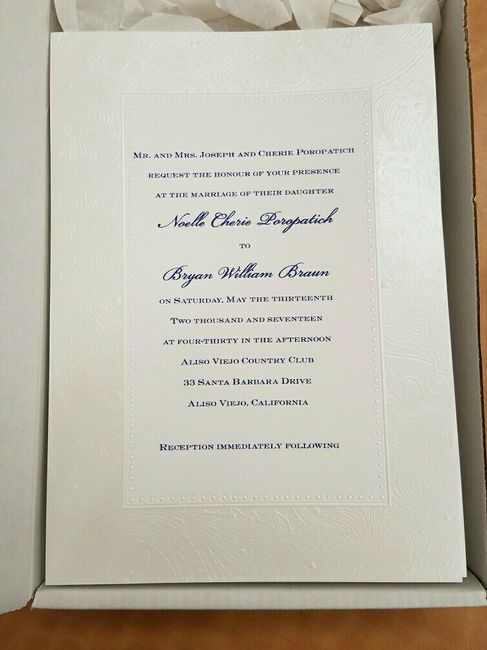 Mr. and Mrs. Joseph and Cherie Poropatich
request the honour of your presence
at the marriage of their daughter
Noelle Cherie Poropatich
to
Bryan William Braun
on Saturday, May the thirteenth
Two thousand and seventeen
at four-thirty in the afternoon
Aliso Viejo Country Club
33 Santa Barbara Drive
Aliso Viejo, California
Reception immediately following